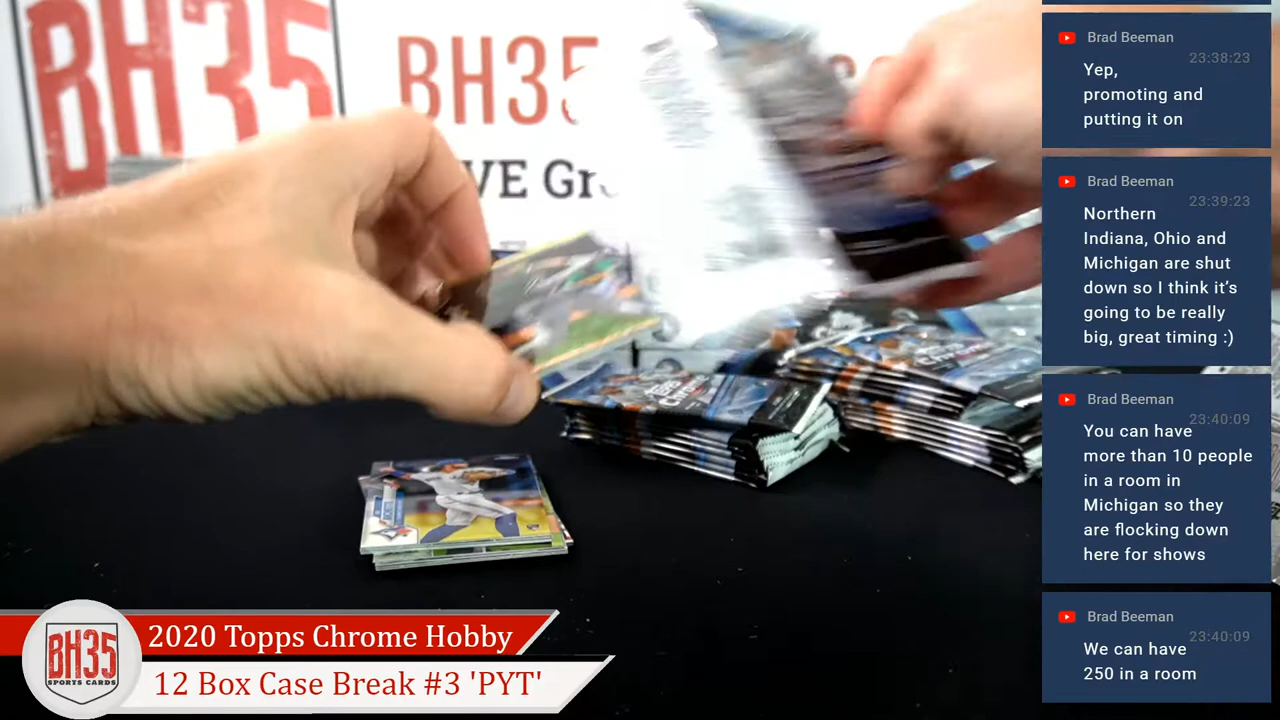 BH35
BH35
VE Gr
BH35
SPORTS CARDS
2020 Topps Chrome Hobby
12 Box Case Break #3 'PYT'
Brad Beeman
23:38:23
Yep,
promoting and
putting it on
Brad Beeman
23:39:23
Northern
Indiana, Ohio and
Michigan are shut
down so I think it's
going to be really
big, great timing :)
Brad Beeman
23:40:09
You can have
more than 10 people
in a room in
Michigan so they
are flocking down
here for shows
Brad Beeman
23:40:09
We can have
250 in a room